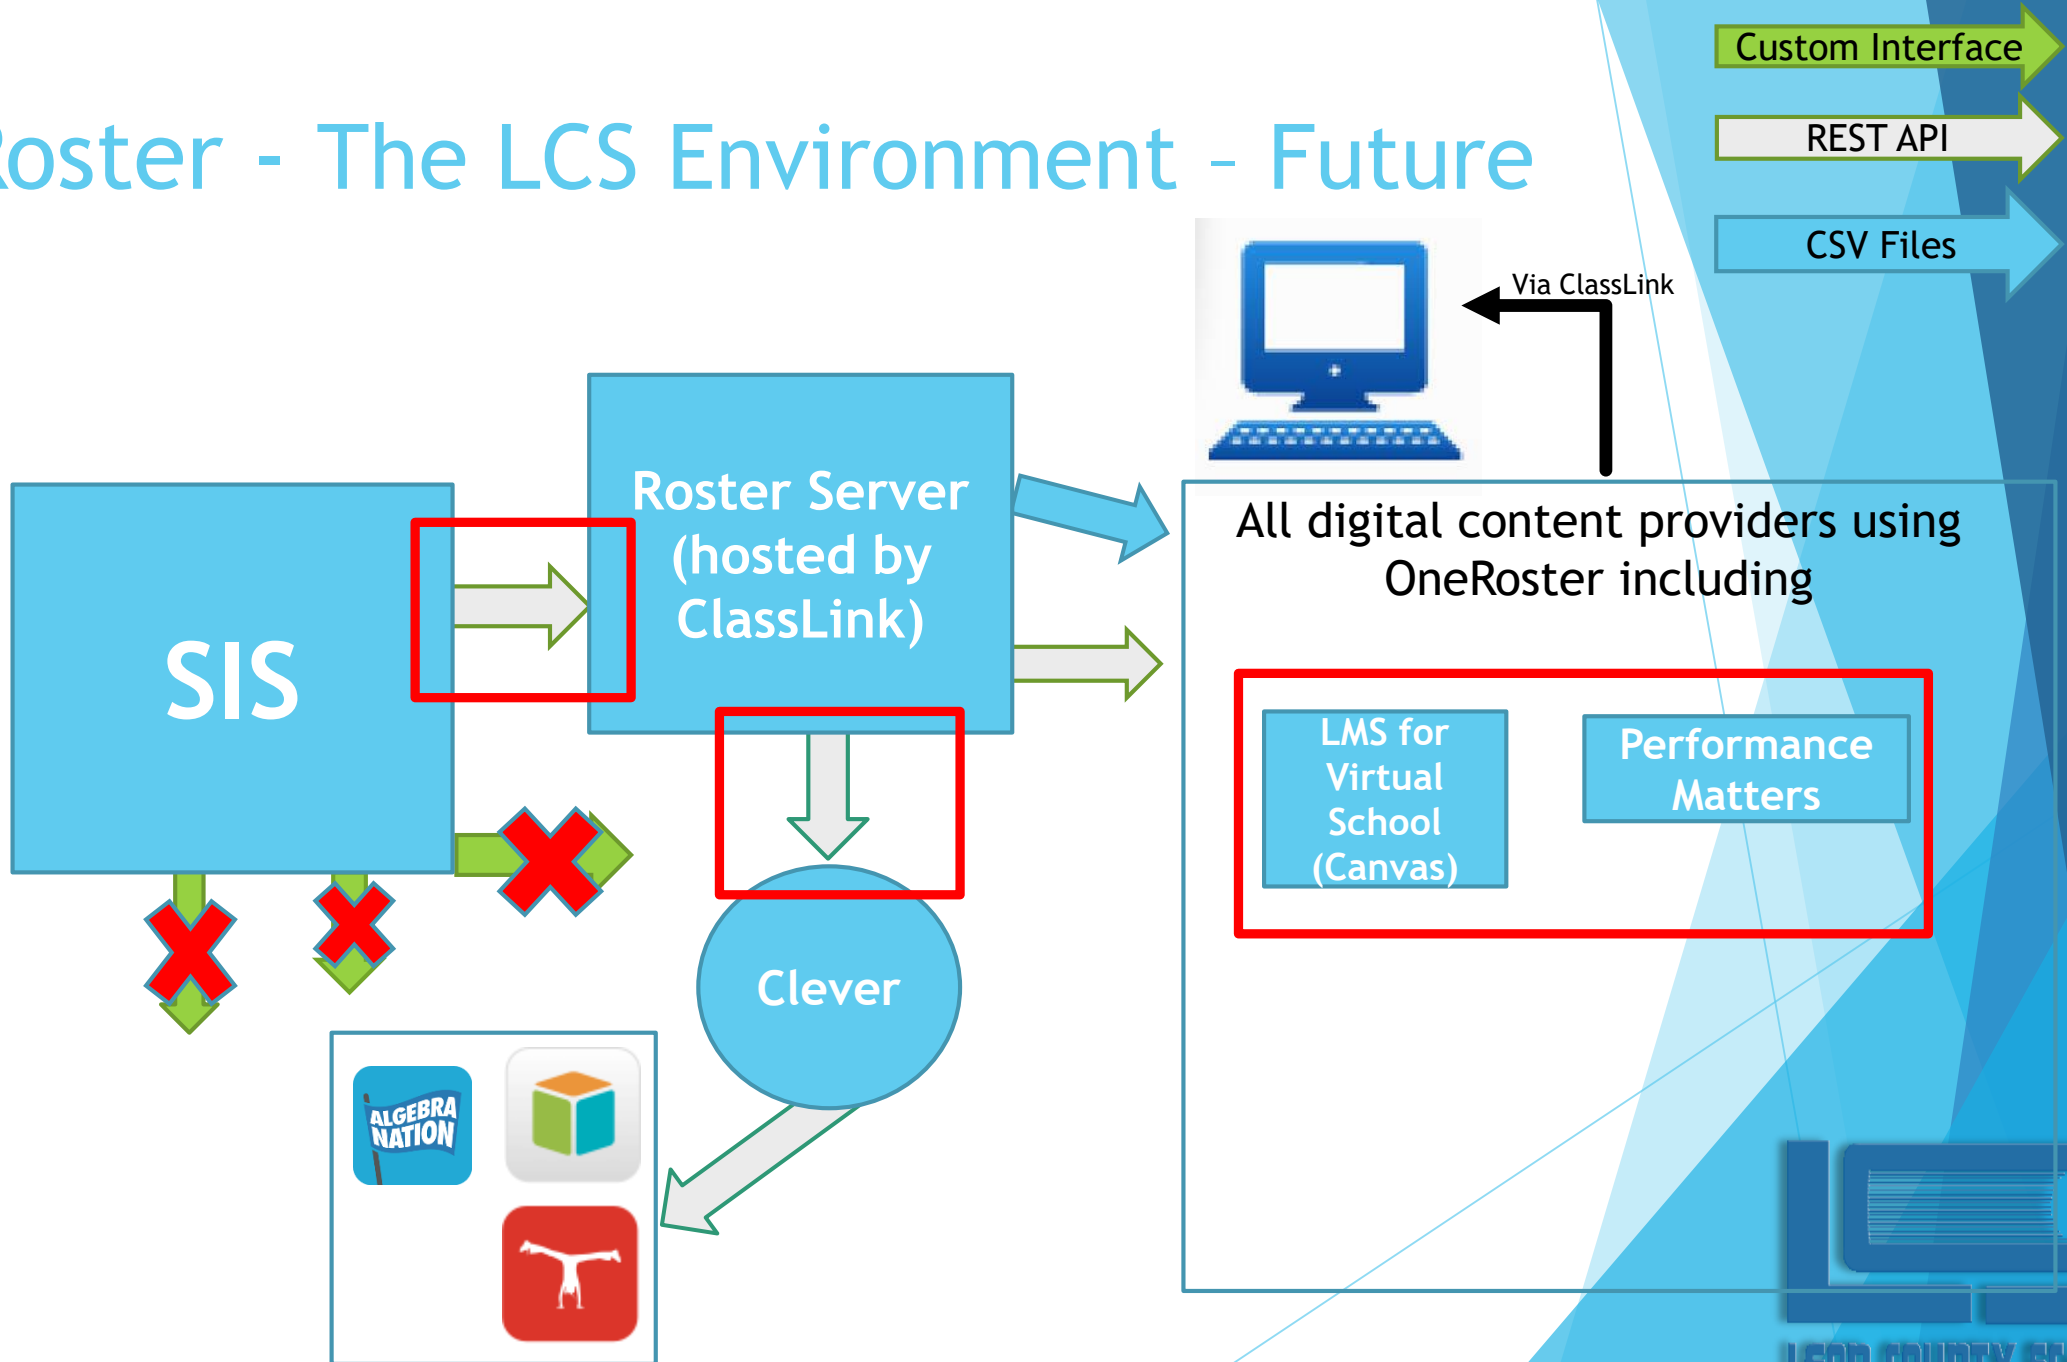 Custom Interface
REST API
CSV Files
oster - The LCS Environment – Future
Via ClassLink
Roster Server
(hosted by
ClassLink)
SIS
All digital content providers using
OneRoster including
LMS for
Virtual
School
(Canvas)
Performance
Matters
Clever
ALGEBRA
NATION